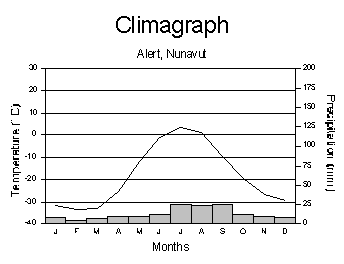 Climagraph
Alert, Nunavut
30
20
10
0
-10
-20
-30
-40
Temperature (°C)
200
175
150
125
100
75
50
25
0
Precipitation (mm)
J F M A M J J A S O N D
Months